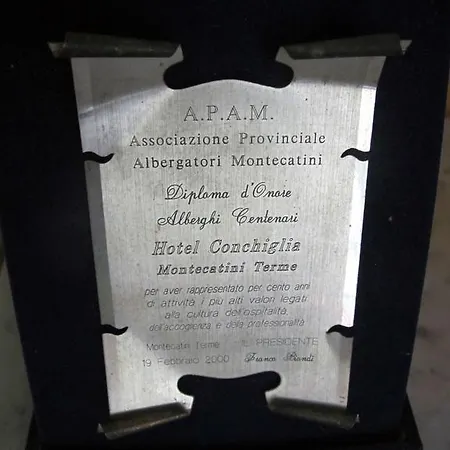 A.P.A.M.
Associazione Provinciale
Albergatori Montecatini
Diploma d'Onore
Alberghi Centenari
Hotel Conchiglia
Montecatini Terme
per aver rappresentato per cento anni
di attività i più alti valori legati
alla cultura dell'ospitalità,
dell'accoglienza e della professionalità
Montecatini Terme IL PRESIDENTE
19 Febbraio 2000 Franco